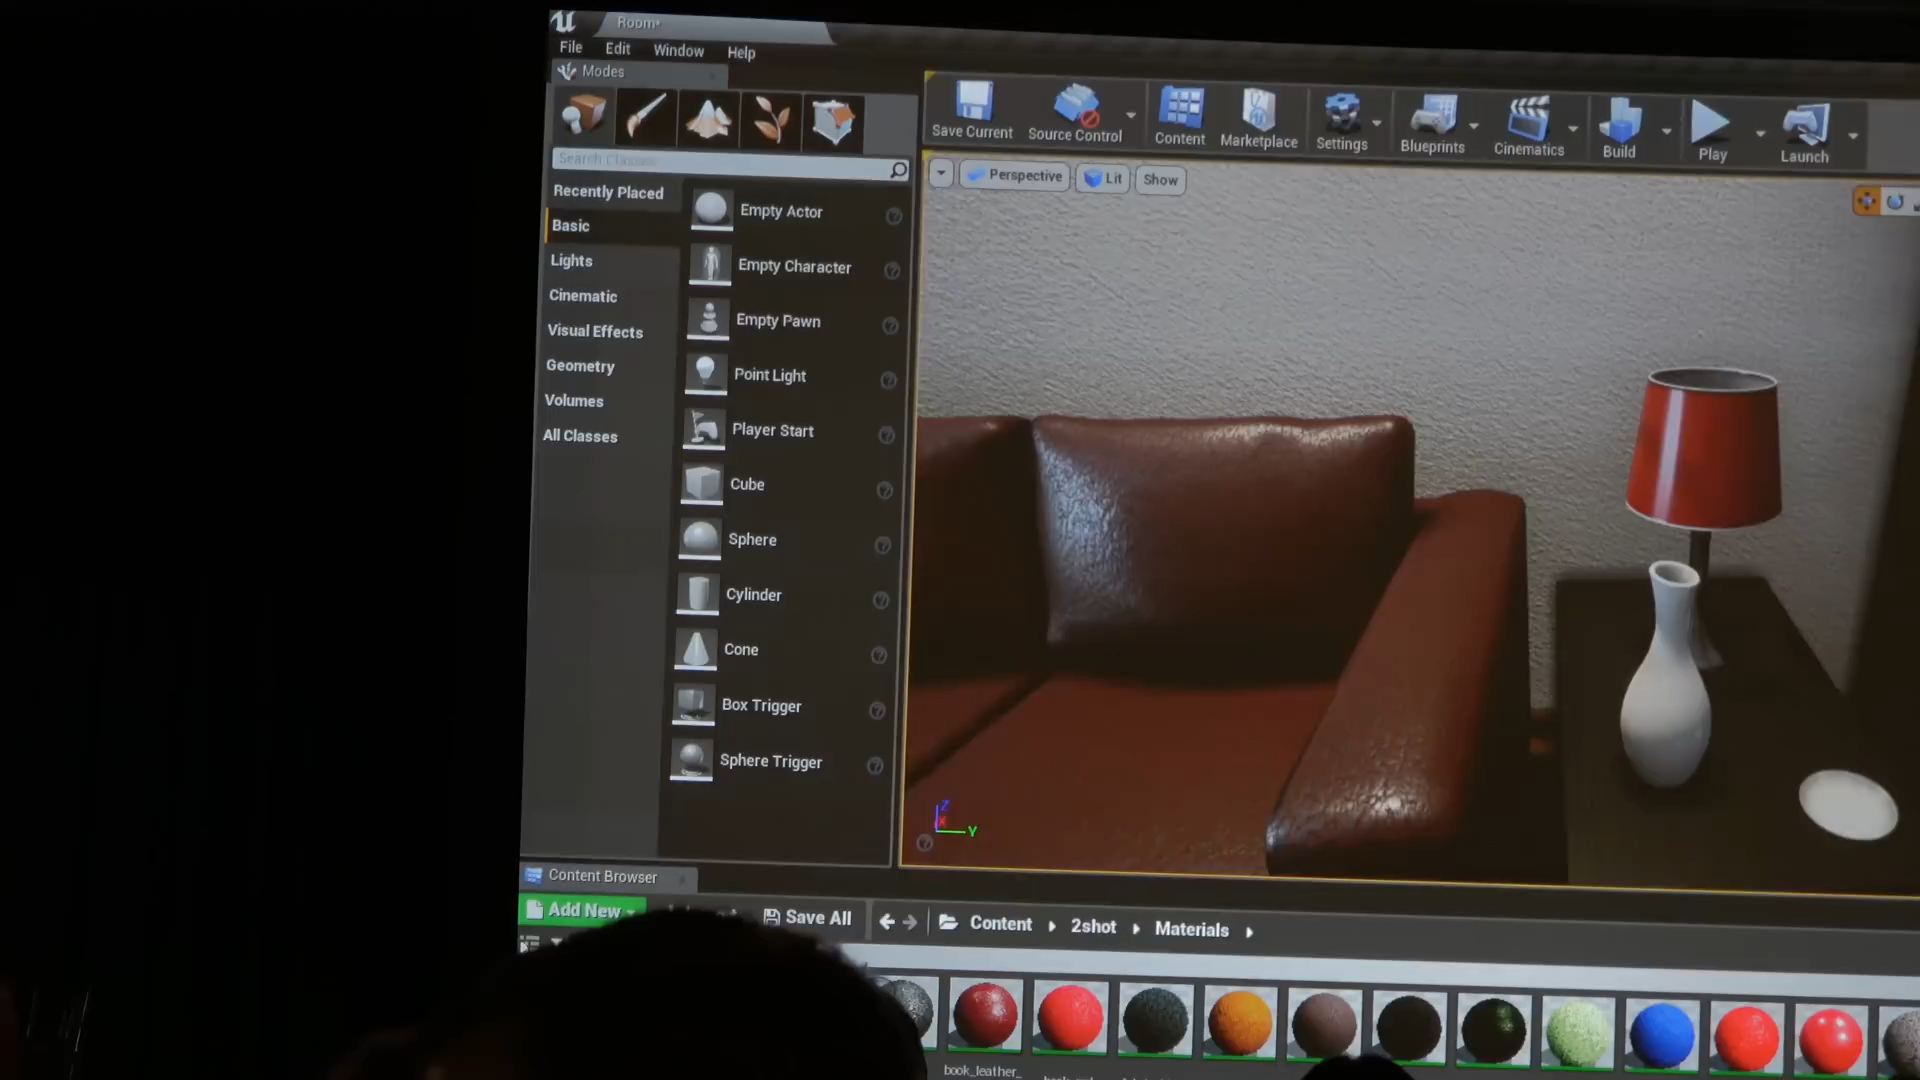 Room*
File Edit Window Help
Modes
Save Current
Source Control
Content
Marketplace
Settings
Blueprints
Cinematics
Build
Play
Launch
Search Classes
Perspective
Lit
Show
Recently Placed
Basic
Lights
Cinematic
Visual Effects
Geometry
Volumes
All Classes
Empty Actor
Empty Character
Empty Pawn
Point Light
Player Start
Cube
Sphere
Cylinder
Cone
Box Trigger
Sphere Trigger
Z
X
Y
Content Browser
Add New
Save All
Content
2shot
Materials
book_leather_